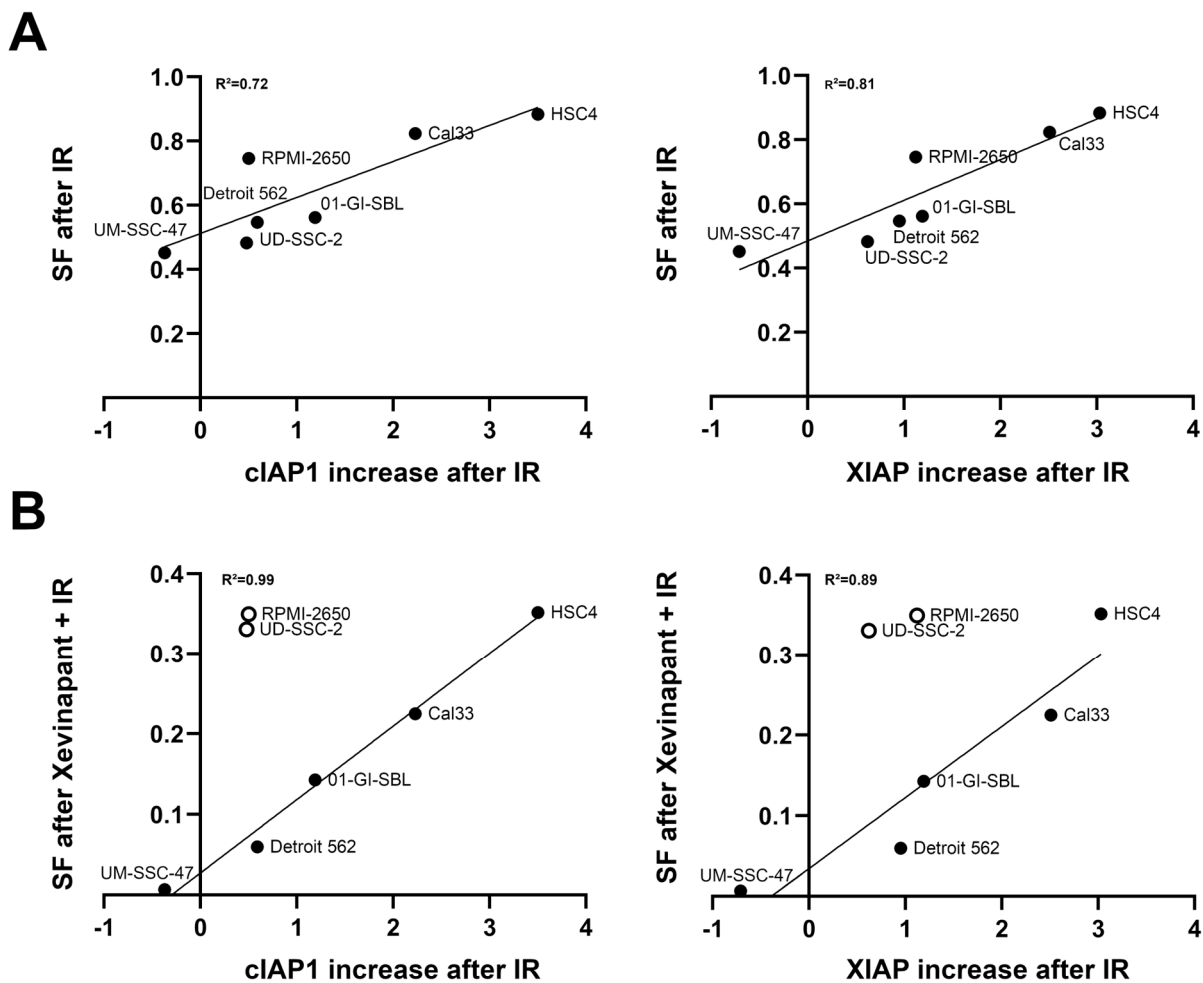 A
R²=0.72
1.0
0.8
0.6
0.4
0.2
SF after IR
HSC4
Cal33
RPMI-2650
Detroit 562
01-GI-SBL
UM-SSC-47
UD-SSC-2
-1 0 1 2 3 4
cIAP1 increase after IR
R²=0.81
1.0
0.8
0.6
0.4
0.2
SF after IR
HSC4
Cal33
RPMI-2650
01-GI-SBL
UM-SSC-47
Detroit 562
UD-SSC-2
-1 0 1 2 3 4
XIAP increase after IR
B
R²=0.99
0.4
0.3
0.2
0.1
SF after Xevinapant + IR
RPMI-2650
HSC4
UD-SSC-2
Cal33
01-GI-SBL
Detroit 562
UM-SSC-47
-1 0 1 2 3 4
cIAP1 increase after IR
R²=0.89
0.4
0.3
0.2
0.1
SF after Xevinapant + IR
RPMI-2650
HSC4
UD-SSC-2
Cal33
01-GI-SBL
Detroit 562
UM-SSC-47
-1 0 1 2 3 4
XIAP increase after IR